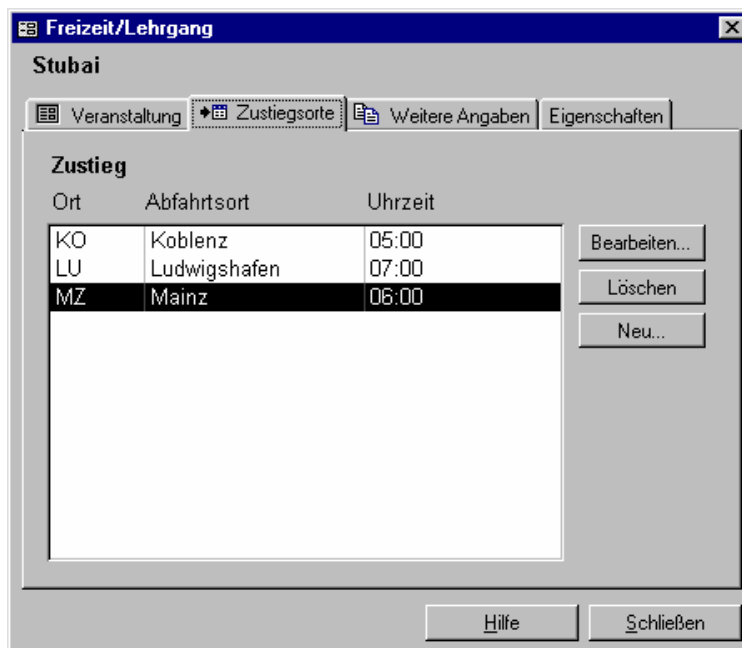 Freizeit/Lehrgang
Stubai
Veranstaltung Zustiegsorte Weitere Angaben Eigenschaften
Zustieg
Ort Abfahrtsort Uhrzeit
KO Koblenz 05:00 Bearbeiten...
LU Ludwigshafen 07:00
MZ Mainz 06:00 Löschen
Neu...
Hilfe Schließen